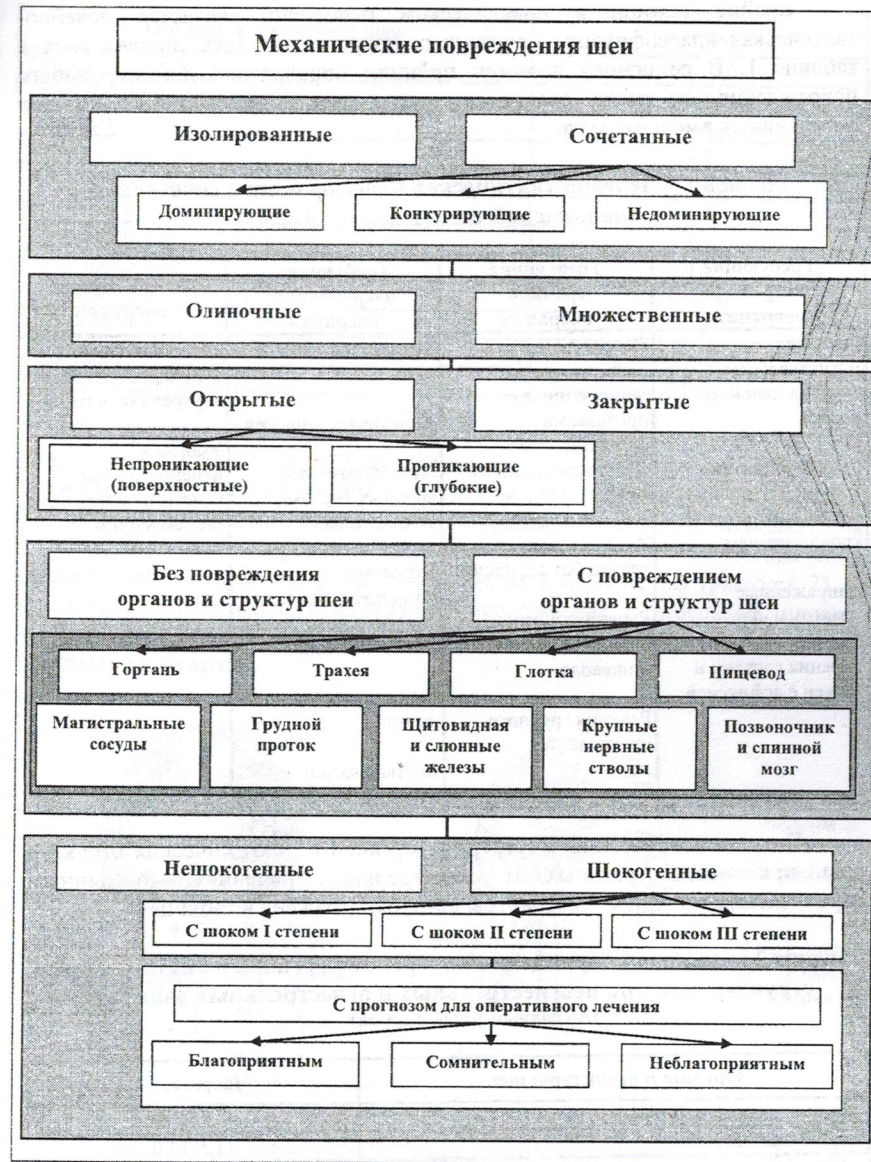 Механические повреждения шеи
Изолированные
Сочетанные
Доминирующие
Конкурирующие
Недоминирующие
Одиночные
Множественные
Открытые
Закрытые
Непроникающие
(поверхностные)
Проникающие
(глубокие)
Без повреждения
органов и структур шеи
С повреждением
органов и структур шеи
Гортань
Трахея
Глотка
Пищевод
Магистральные
сосуды
Грудной
проток
Щитовидная
и слюнные
железы
Крупные
нервные
стволы
Позвоночник
и спинной
мозг
Нешокогенные
Шокогенные
С шоком I степени
С шоком II степени
С шоком III степени
С прогнозом для оперативного лечения
Благоприятным
Сомнительным
Неблагоприятным